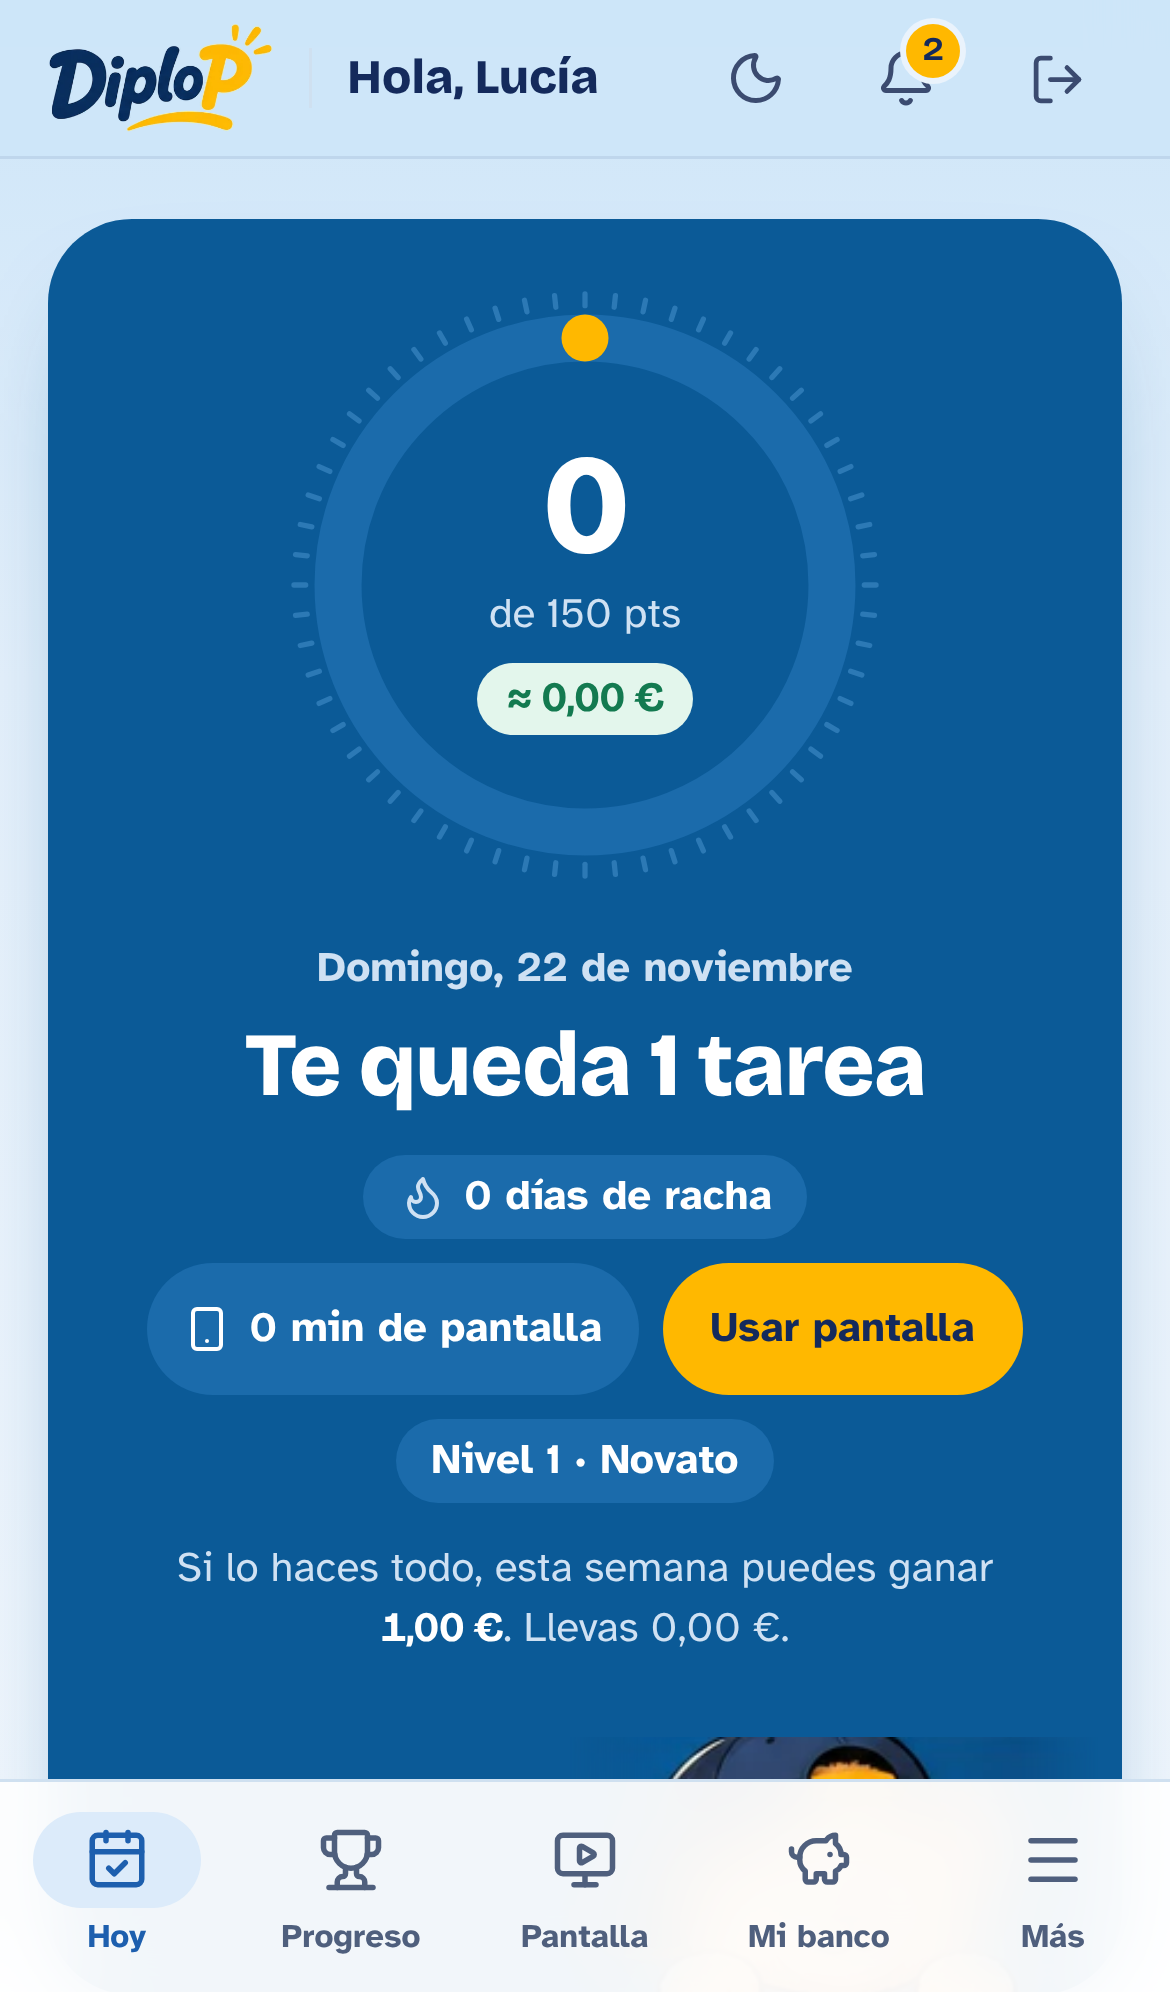 DiploP
Hola, Lucía
2
0
de 150 pts
≈ 0,00 €
Domingo, 22 de noviembre
Te queda 1 tarea
0 días de racha
0 min de pantalla
Usar pantalla
Nivel 1 · Novato
Si lo haces todo, esta semana puedes ganar
1,00 €. Llevas 0,00 €.
Hoy
Progreso
Pantalla
Mi banco
Más